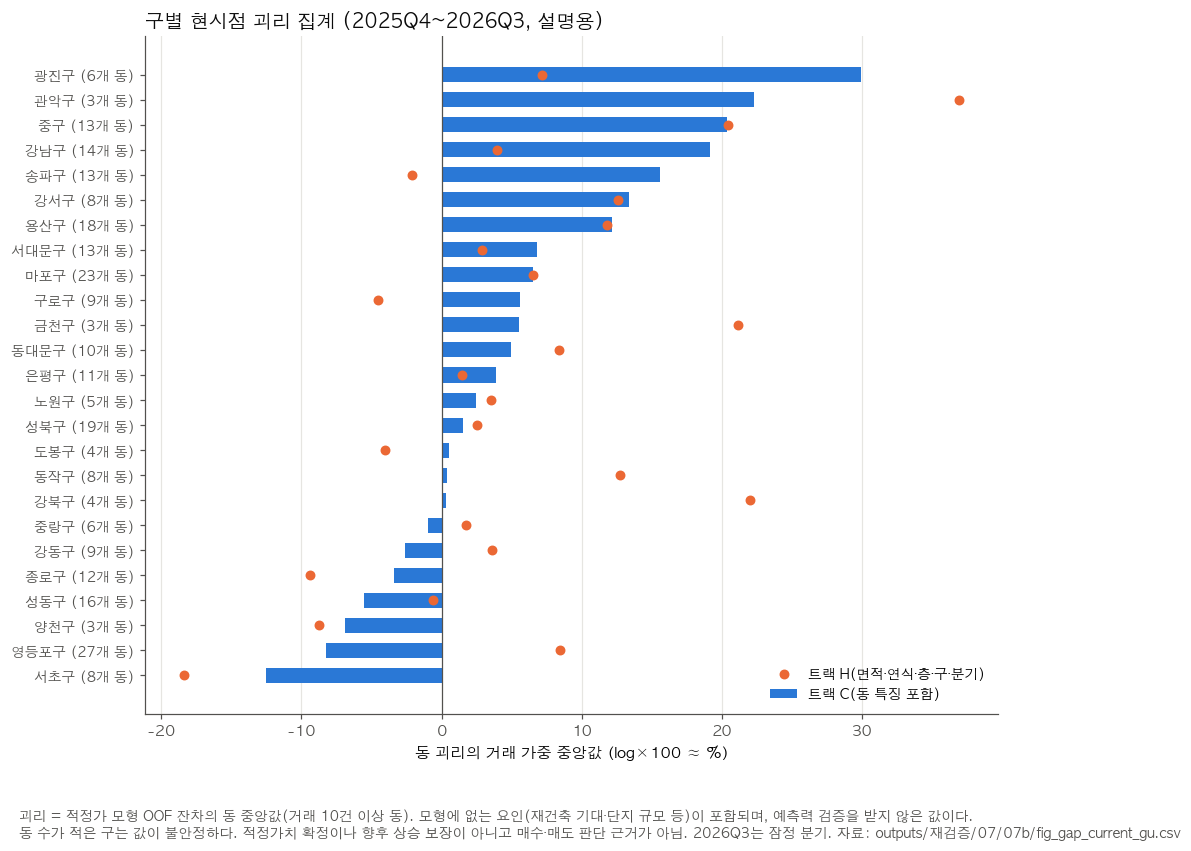 구별 현시점 괴리 집계 (2025Q4~2026Q3, 설명용)
광진구 (6개 동)
관악구 (3개 동)
중구 (13개 동)
강남구 (14개 동)
송파구 (13개 동)
강서구 (8개 동)
용산구 (18개 동)
서대문구 (13개 동)
마포구 (23개 동)
구로구 (9개 동)
금천구 (3개 동)
동대문구 (10개 동)
은평구 (11개 동)
노원구 (5개 동)
성북구 (19개 동)
도봉구 (4개 동)
동작구 (8개 동)
강북구 (4개 동)
중랑구 (6개 동)
강동구 (9개 동)
종로구 (12개 동)
성동구 (16개 동)
양천구 (3개 동)
영등포구 (27개 동)
서초구 (8개 동)
트랙 H(면적·연식·층·구·분기)
트랙 C(동 특징 포함)
-20 -10 0 10 20 30
동 괴리의 거래 가중 중앙값 (log×100 ≈ %)
괴리 = 적정가 모형 OOF 잔차의 동 중앙값(거래 10건 이상 동). 모형에 없는 요인(재건축 기대·단지 규모 등)이 포함되며, 예측력 검증을 받지 않은 값이다.
동 수가 적은 구는 값이 불안정하다. 적정가치 확정이나 향후 상승 보장이 아니고 매수·매도 판단 근거가 아님. 2026Q3는 잠정 분기. 자료: outputs/재검증/07/07b/fig_gap_current_gu.csv